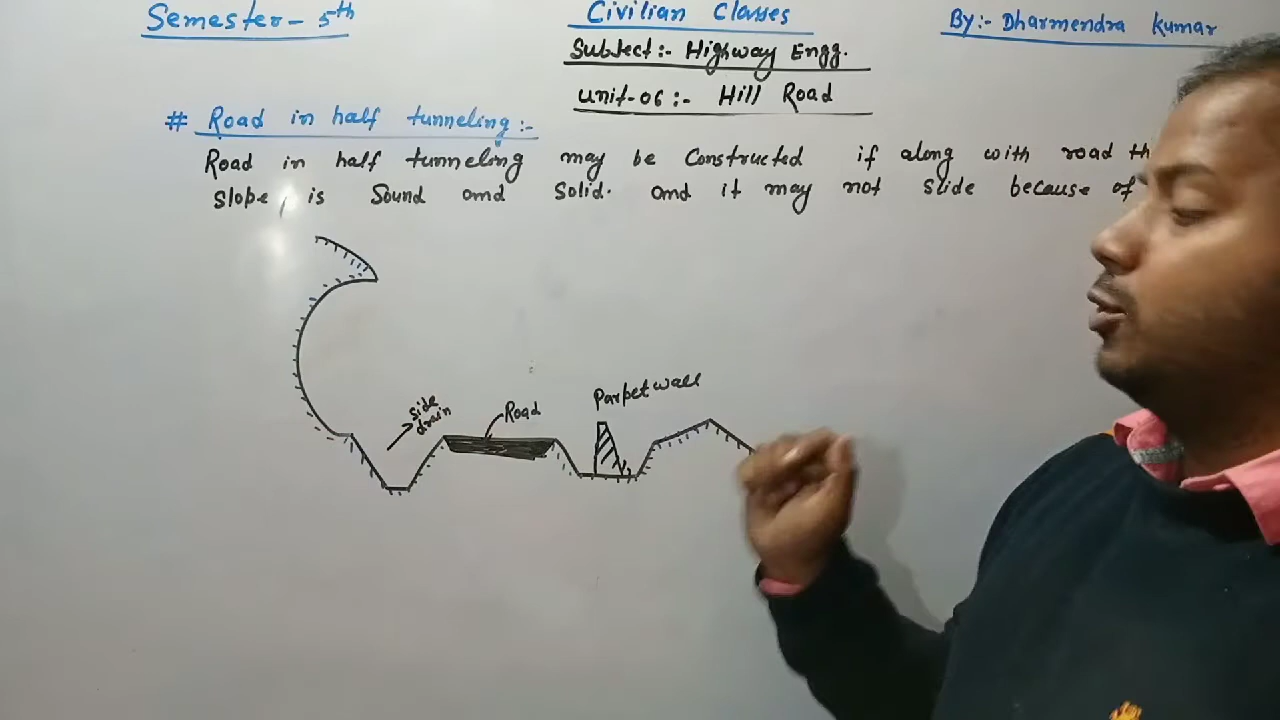 Semester - 5th
Civilian Classes
By:- Dharmendra Kumar
Subject:- Highway Engg.
Unit-06:- Hill Road
# Road in half tunneling:-
Road in half tunneling may be Constructed if along with road th
slope, is Sound and Solid. and it may not slide because of
Parpet wall
Road
side
drain